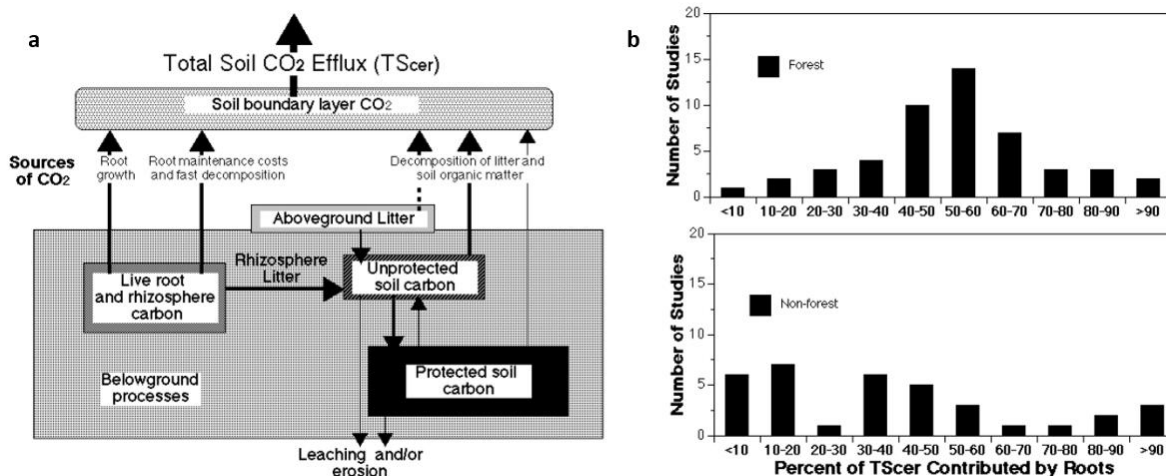 a
Total Soil CO2 Efflux (TScer)
Soil boundary layer CO2
Sources
of CO2
Root
growth
Root maintenance costs
and fast decomposition
Decomposition of litter and
soil organic matter
Aboveground Litter
Rhizosphere
Litter
Live root
and rhizosphere
carbon
Unprotected
soil carbon
Protected soil
carbon
Belowground
processes
Leaching and/or
erosion
b
Number of Studies
20
15
10
5
0
Forest
<10 10-20 20-30 30-40 40-50 50-60 60-70 70-80 80-90 >90
Number of Studies
20
15
10
5
0
Non-forest
<10 10-20 20-30 30-40 40-50 50-60 60-70 70-80 80-90 >90
Percent of TScer Contributed by Roots